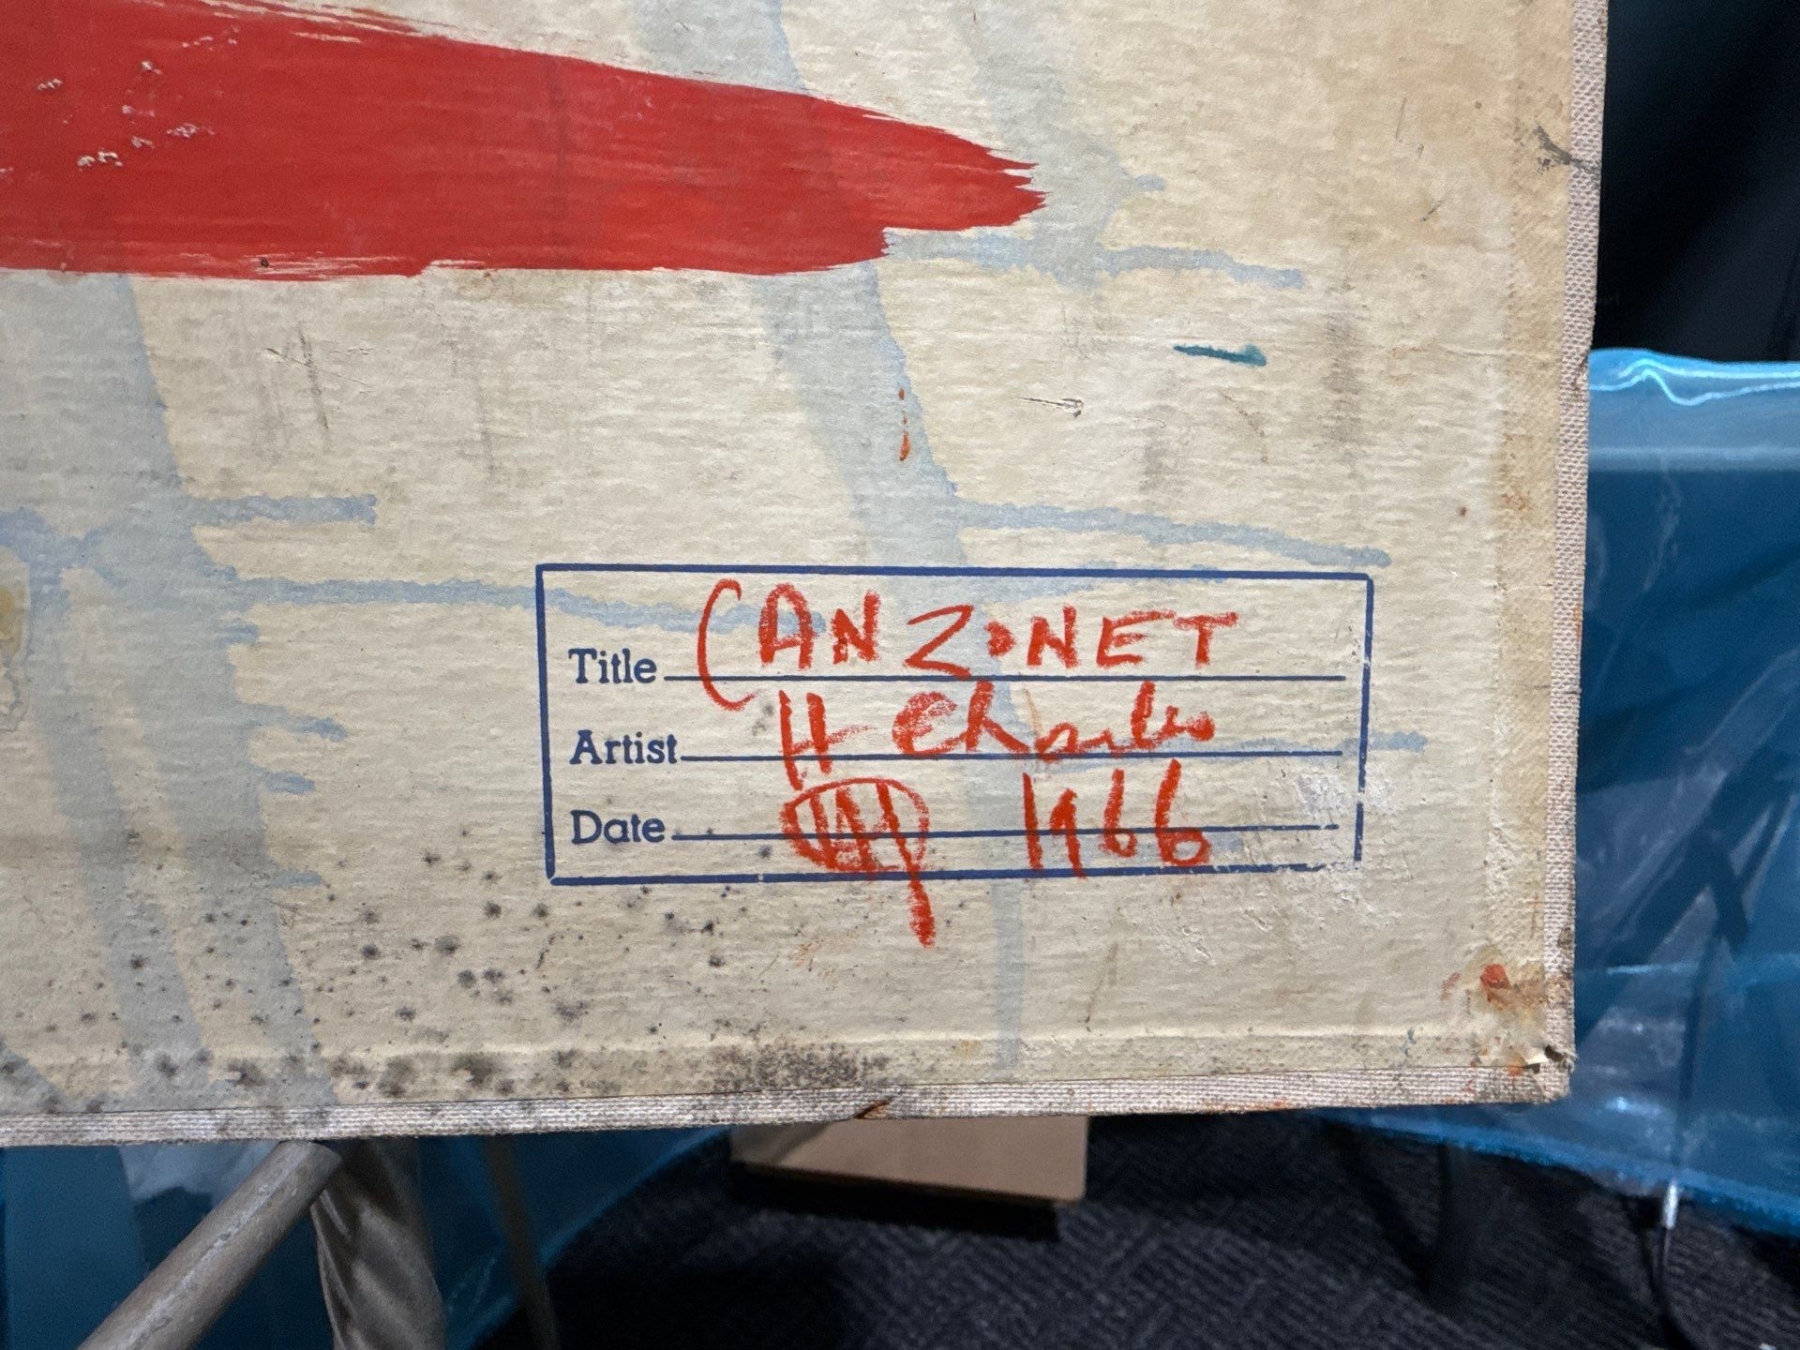 Title CANZONET
Artist H Charles
Date 1966